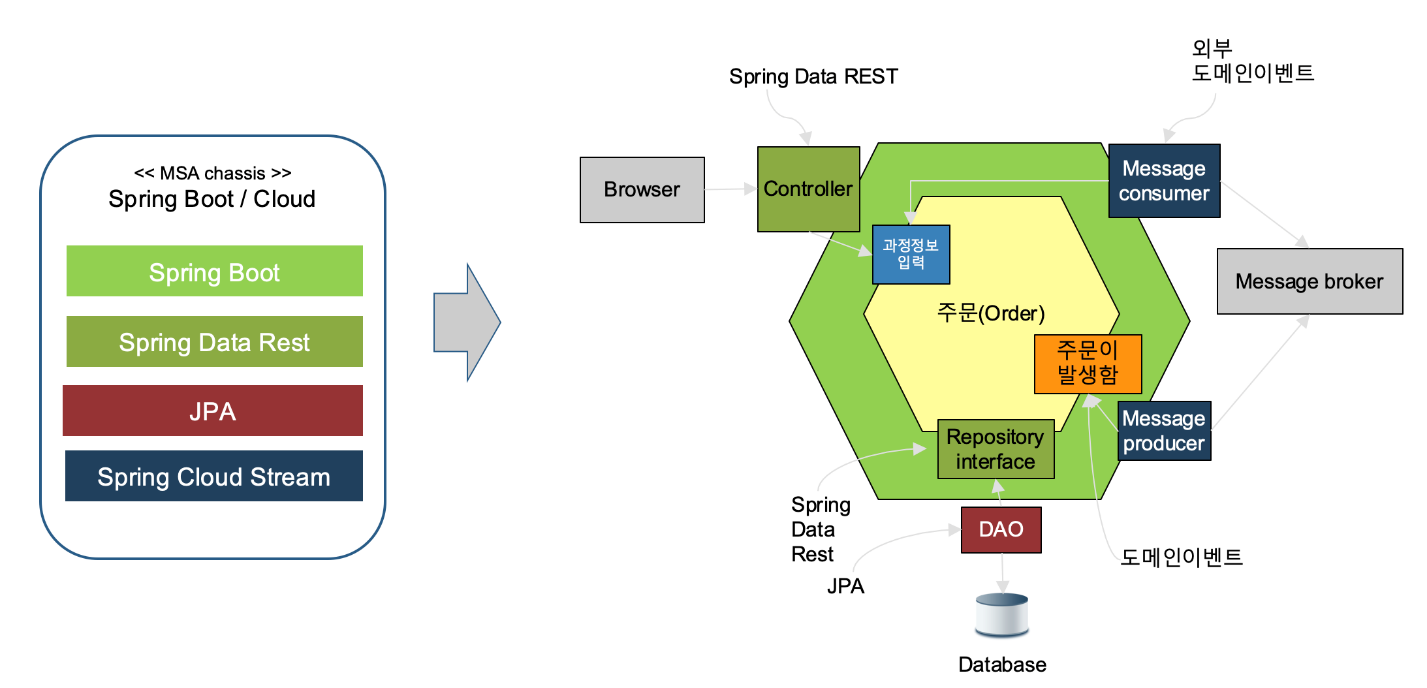 << MSA chassis >>
Spring Boot / Cloud
Spring Boot
Spring Data Rest
JPA
Spring Cloud Stream
Spring Data REST
외부
도메인이벤트
Browser
Controller
Message
consumer
과정정보
입력
Message broker
주문(Order)
주문이
발생함
Message
producer
Repository
interface
Spring
Data
Rest
DAO
JPA
도메인이벤트
Database